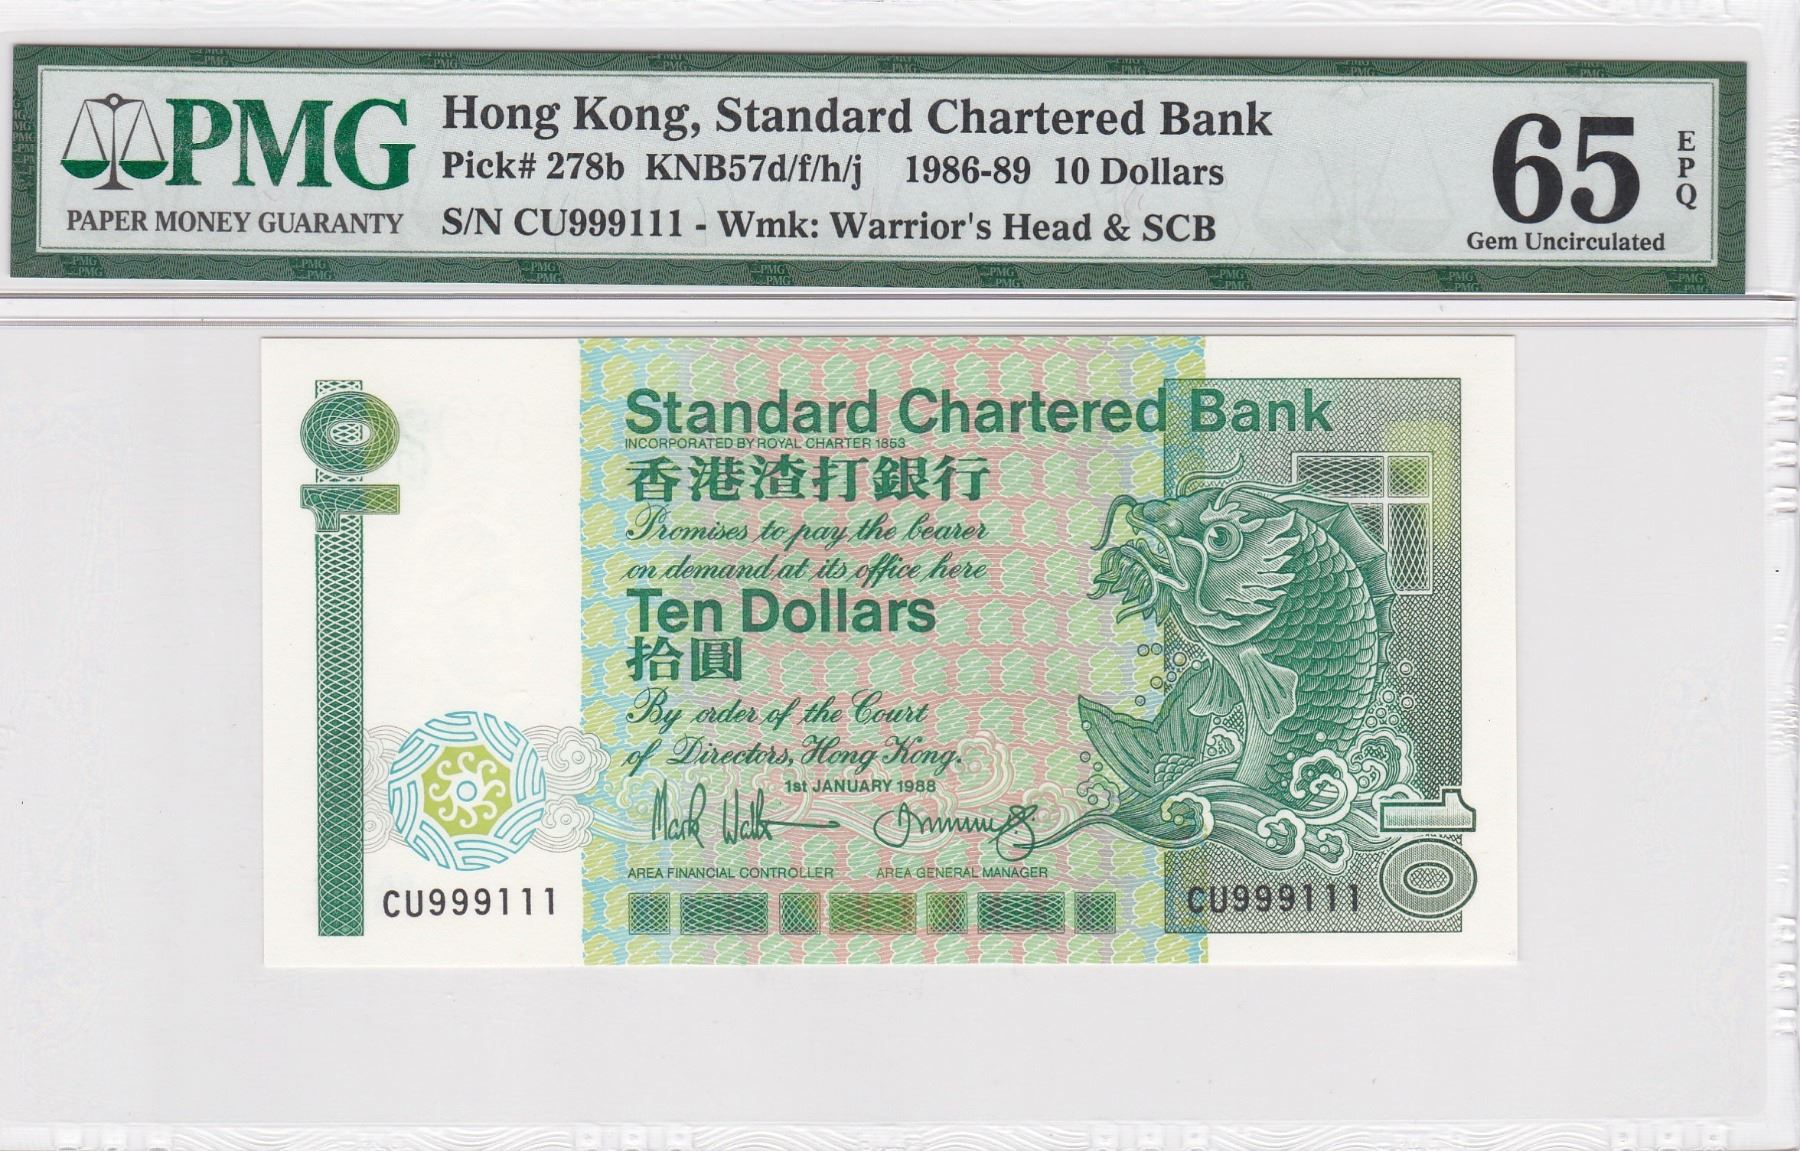 PMG
PAPER MONEY GUARANTY
Hong Kong, Standard Chartered Bank
Pick# 278b KNB57d/f/h/j 1986-89 10 Dollars
S/N CU999111 - Wmk: Warrior's Head & SCB
65
EPQ
Gem Uncirculated
10
Standard Chartered Bank
INCORPORATED BY ROYAL CHARTER 1853
香港渣打銀行
Promises to pay the bearer
on demand at its office here
Ten Dollars
拾圓
By order of the Court
of Directors, Hong Kong.
1st JANUARY 1988
Mark
AREA FINANCIAL CONTROLLER AREA GENERAL MANAGER
CU999111 CU999111
10